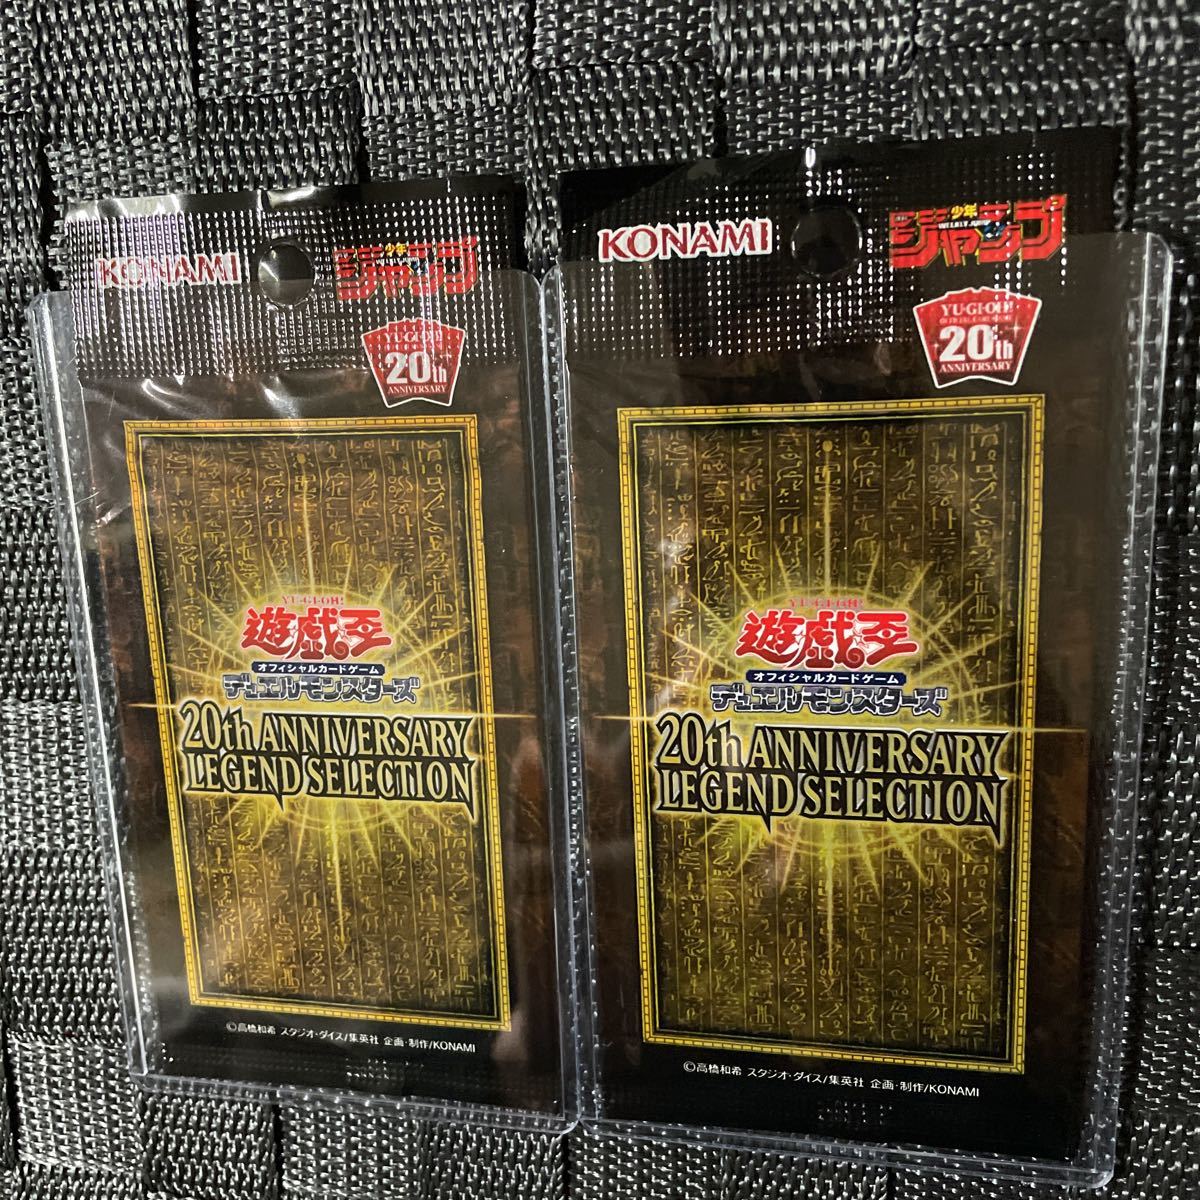 KONAMI
少年
ジャンプ
WEEKLY JUMP
YU-GI-OH!
20th
ANNIVERSARY
YU-GI-OH!
遊戯王
オフィシャルカードゲーム
デュエルモンスターズ
20th ANNIVERSARY
LEGEND SELECTION
©高橋和希 スタジオ・ダイス/集英社 企画・制作/KONAMI
KONAMI
少年
ジャンプ
WEEKLY JUMP
YU-GI-OH!
20th
ANNIVERSARY
YU-GI-OH!
遊戯王
オフィシャルカードゲーム
デュエルモンスターズ
20th ANNIVERSARY
LEGEND SELECTION
©高橋和希 スタジオ・ダイス/集英社 企画・制作/KONAMI